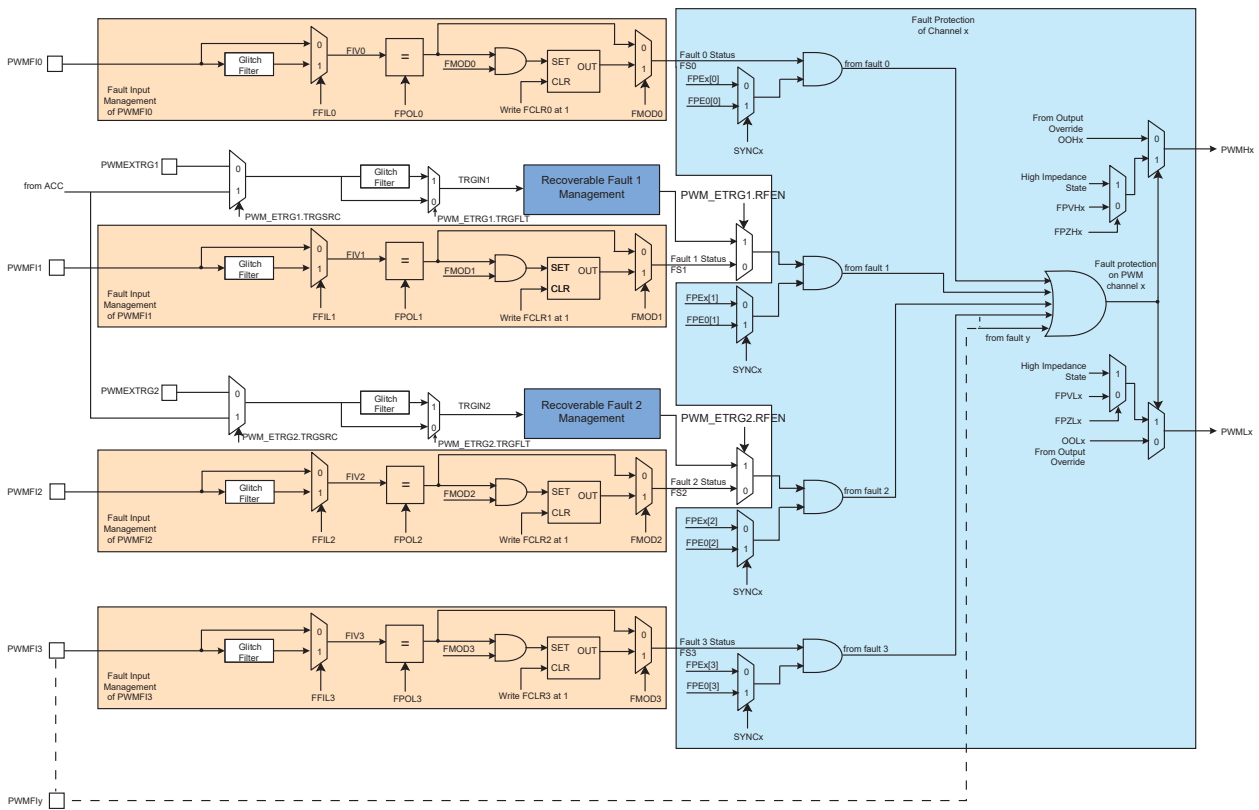 Fault Protection
of Channel x
PWMFI0
Glitch
Filter
0
1
FIV0
=
FMOD0
SET
OUT
CLR
0
1
Fault Input
Management
of PWMFI0
FFIL0
FPOL0
Write FCLR0 at 1
FMOD0
Fault 0 Status
FS0
FPEx[0]
FPE0[0]
0
1
SYNCx
from fault 0
From Output
Override
OOHx
0
1
PWMHx
High Impedance
State
FPVHx
FPZHx
1
0
PWMEXTRG1
from ACC
0
1
PWM_ETRG1.TRGSRC
Glitch
Filter
1
0
TRGIN1
PWM_ETRG1.TRGFLT
Recoverable Fault 1
Management
PWM_ETRG1.RFEN
1
0
PWMFI1
Glitch
Filter
0
1
FIV1
=
FMOD1
SET
OUT
CLR
0
1
Fault Input
Management
of PWMFI1
FFIL1
FPOL1
Write FCLR1 at 1
FMOD1
Fault 1 Status
FS1
FPEx[1]
FPE0[1]
0
1
SYNCx
from fault 1
Fault protection
on PWM
channel x
from fault y
PWMEXTRG2
0
1
PWM_ETRG2.TRGSRC
Glitch
Filter
1
0
TRGIN2
PWM_ETRG2.TRGFLT
Recoverable Fault 2
Management
PWM_ETRG2.RFEN
1
0
High Impedance
State
FPVLx
FPZLx
1
0
OOLx
From Output
Override
1
0
PWMLx
PWMFI2
Glitch
Filter
0
1
FIV2
=
FMOD2
SET
OUT
CLR
0
1
Fault Input
Management
of PWMFI2
FFIL2
FPOL2
Write FCLR2 at 1
FMOD2
Fault 2 Status
FS2
FPEx[2]
FPE0[2]
0
1
SYNCx
from fault 2
PWMFI3
Glitch
Filter
0
1
FIV3
=
FMOD3
SET
OUT
CLR
0
1
Fault Input
Management
of PWMFI3
FFIL3
FPOL3
Write FCLR3 at 1
FMOD3
Fault 3 Status
FS3
FPEx[3]
FPE0[3]
0
1
SYNCx
from fault 3
PWMFIy